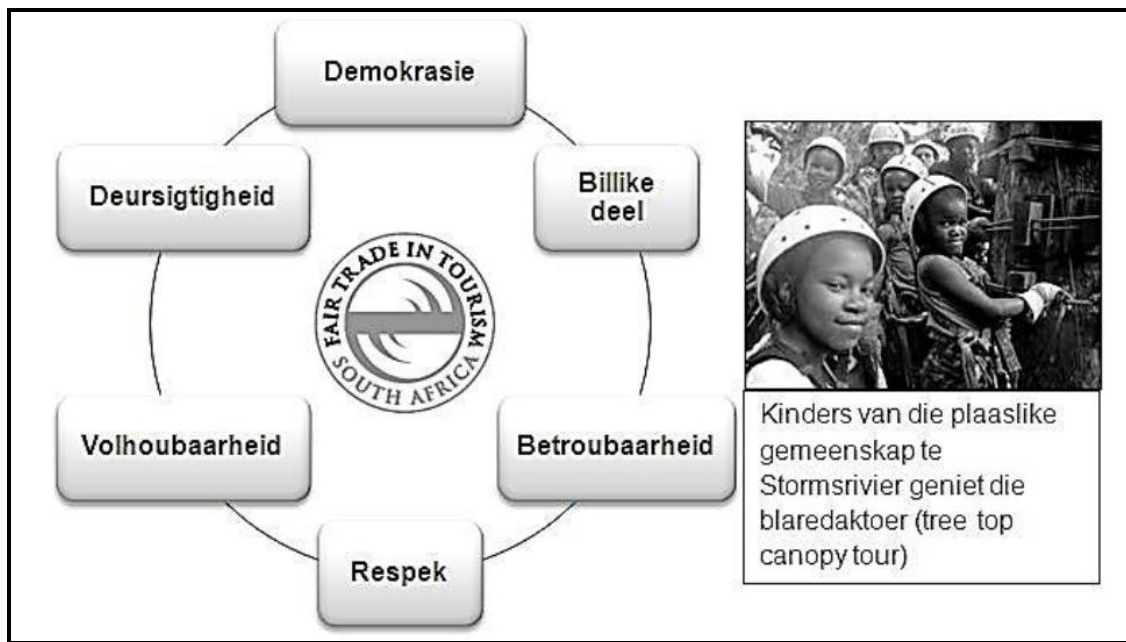 Demokrasie
Billike
deel
Deursigtigheid
FAIR TRADE IN TOURISM
SOUTH AFRICA
Volhoubaarheid
Betroubaarheid
Respek
Kinders van die plaaslike
gemeenskap te
Stormsrivier geniet die
blaredaktoer (tree top
canopy tour)